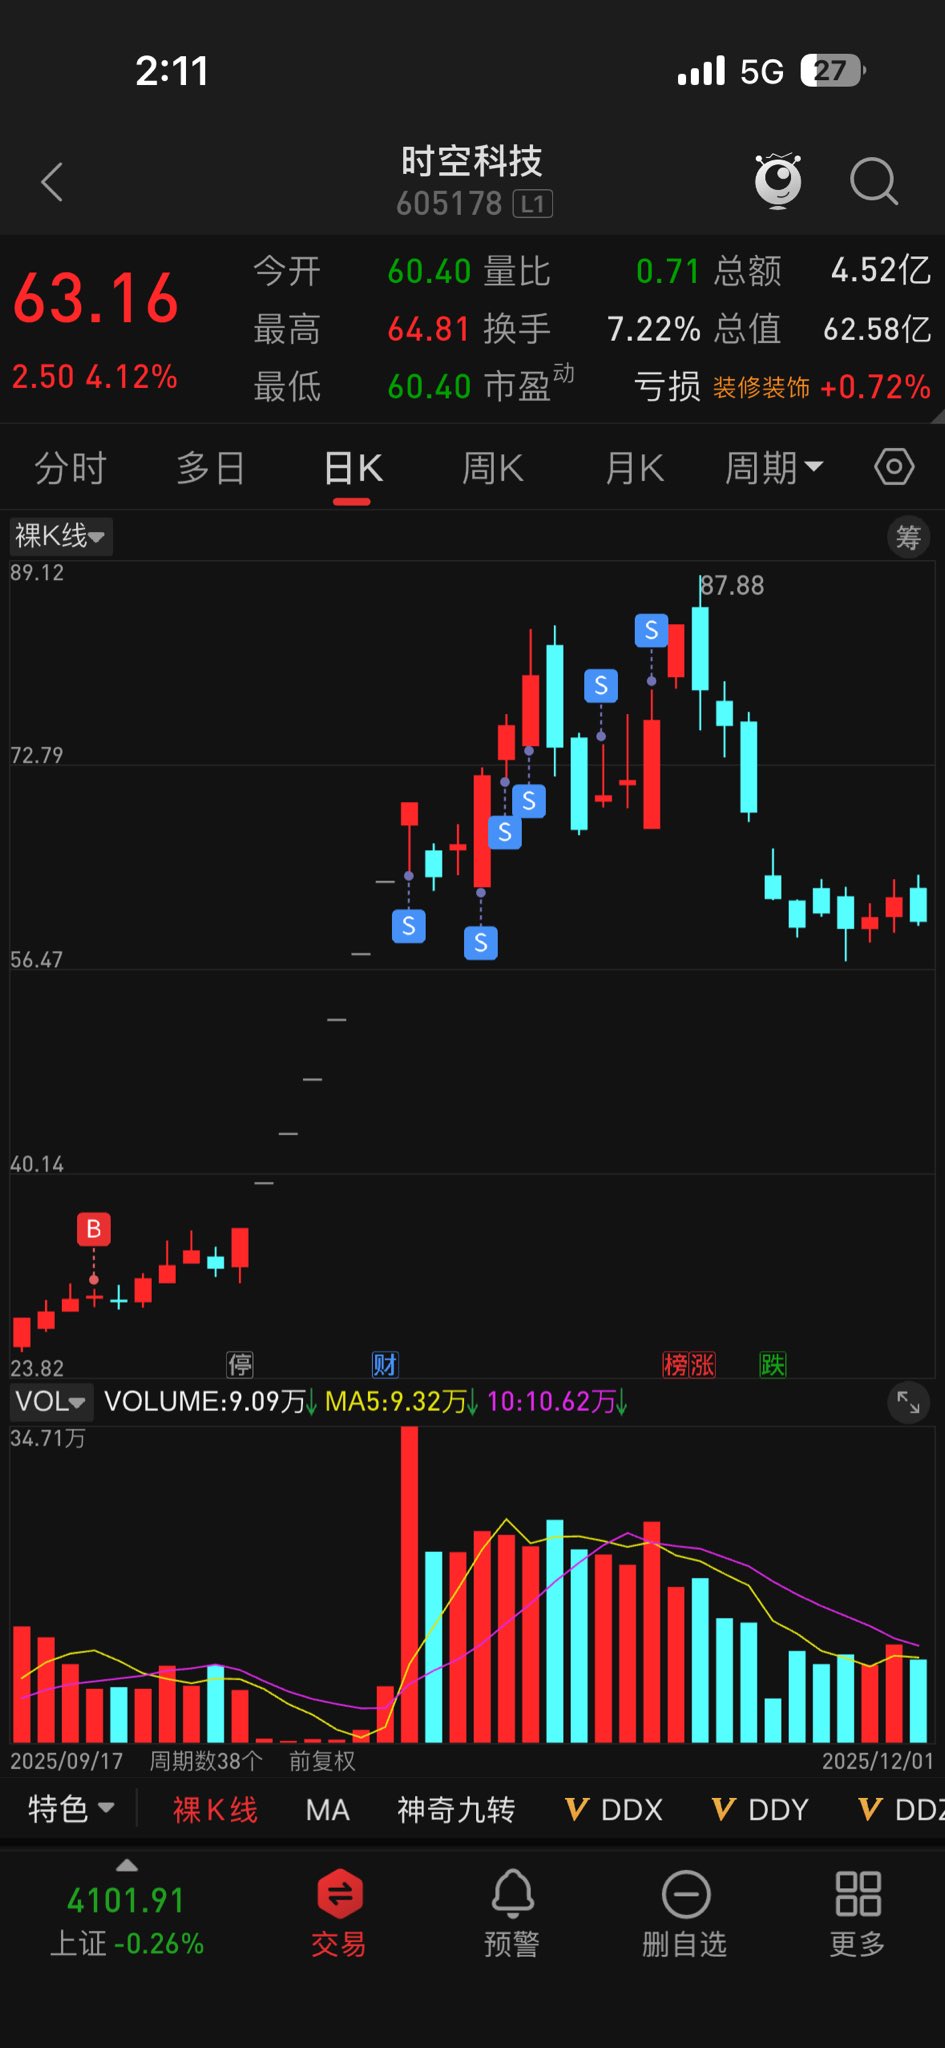 2:11 5G 27
时空科技
605178 L1
63.16 今开 60.40 量比 0.71 总额 4.52亿
最高 64.81 换手 7.22% 总值 62.58亿
2.50 4.12% 最低 60.40 市盈动 亏损 装修装饰 +0.72%
分时 多日 日K 周K 月K 周期
裸K线 筹
89.12
87.88
S
S
72.79
S
S
S
S
56.47
40.14
B
23.82 停 财 榜 涨 跌
VOL VOLUME:9.09万↓ MA5:9.32万↓ 10:10.62万↓
34.71万
2025/09/17 周期数38个 前复权 2025/12/01
特色 裸K线 MA 神奇九转 V DDX V DDY V DDZ
4101.91
上证 -0.26% 交易 预警 删自选 更多